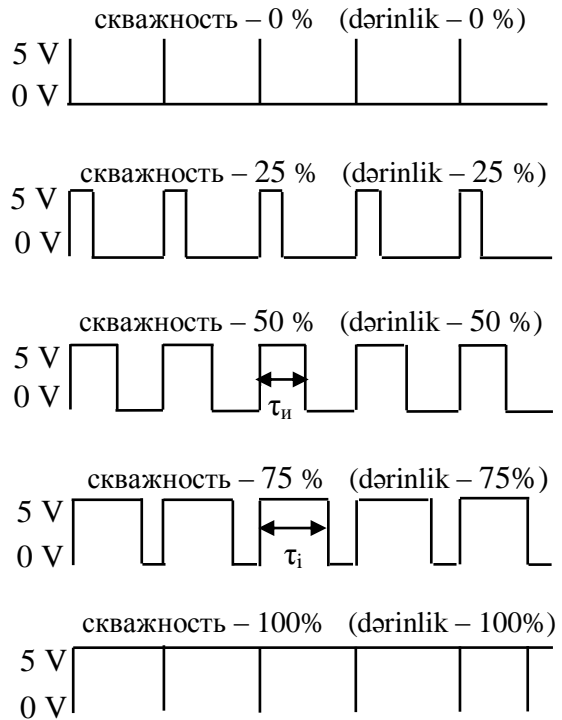 скважность – 0 % (dərinlik – 0 %)
5 V
0 V
скважность – 25 % (dərinlik – 25 %)
5 V
0 V
скважность – 50 % (dərinlik – 50 %)
5 V
0 V
τи
скважность – 75 % (dərinlik – 75%)
5 V
0 V
τi
скважность – 100% (dərinlik – 100%)
5 V
0 V